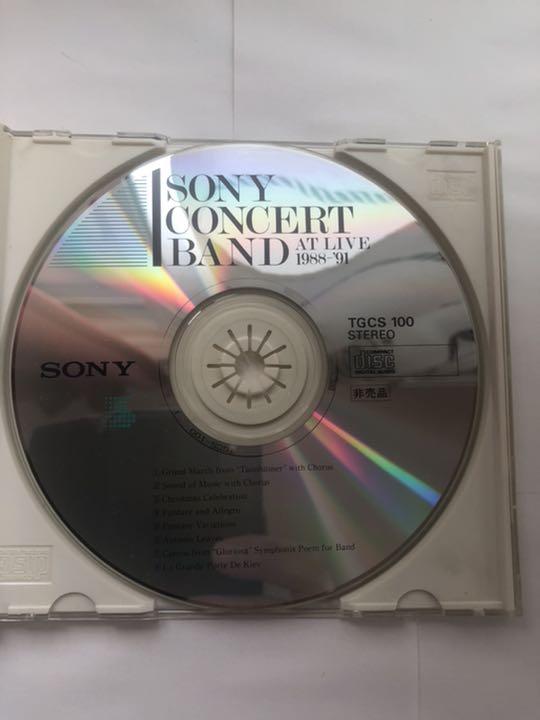 SONY
CONCERT
BAND AT LIVE
1988-'91
TGCS 100
STEREO
SONY
COMPACT
disc
DIGITAL AUDIO
非売品
1 Grand March from "Tannhäuser" with Chorus
2 Sound of Music with Chorus
3 Christmas Celebration
4 Fanfare and Allegro
5 Fantasy Variations
6 Autumn Leaves
7 Cantus from "Gloriosa" Symphonic Poem for Band
8 La Grande Porte De Kiev